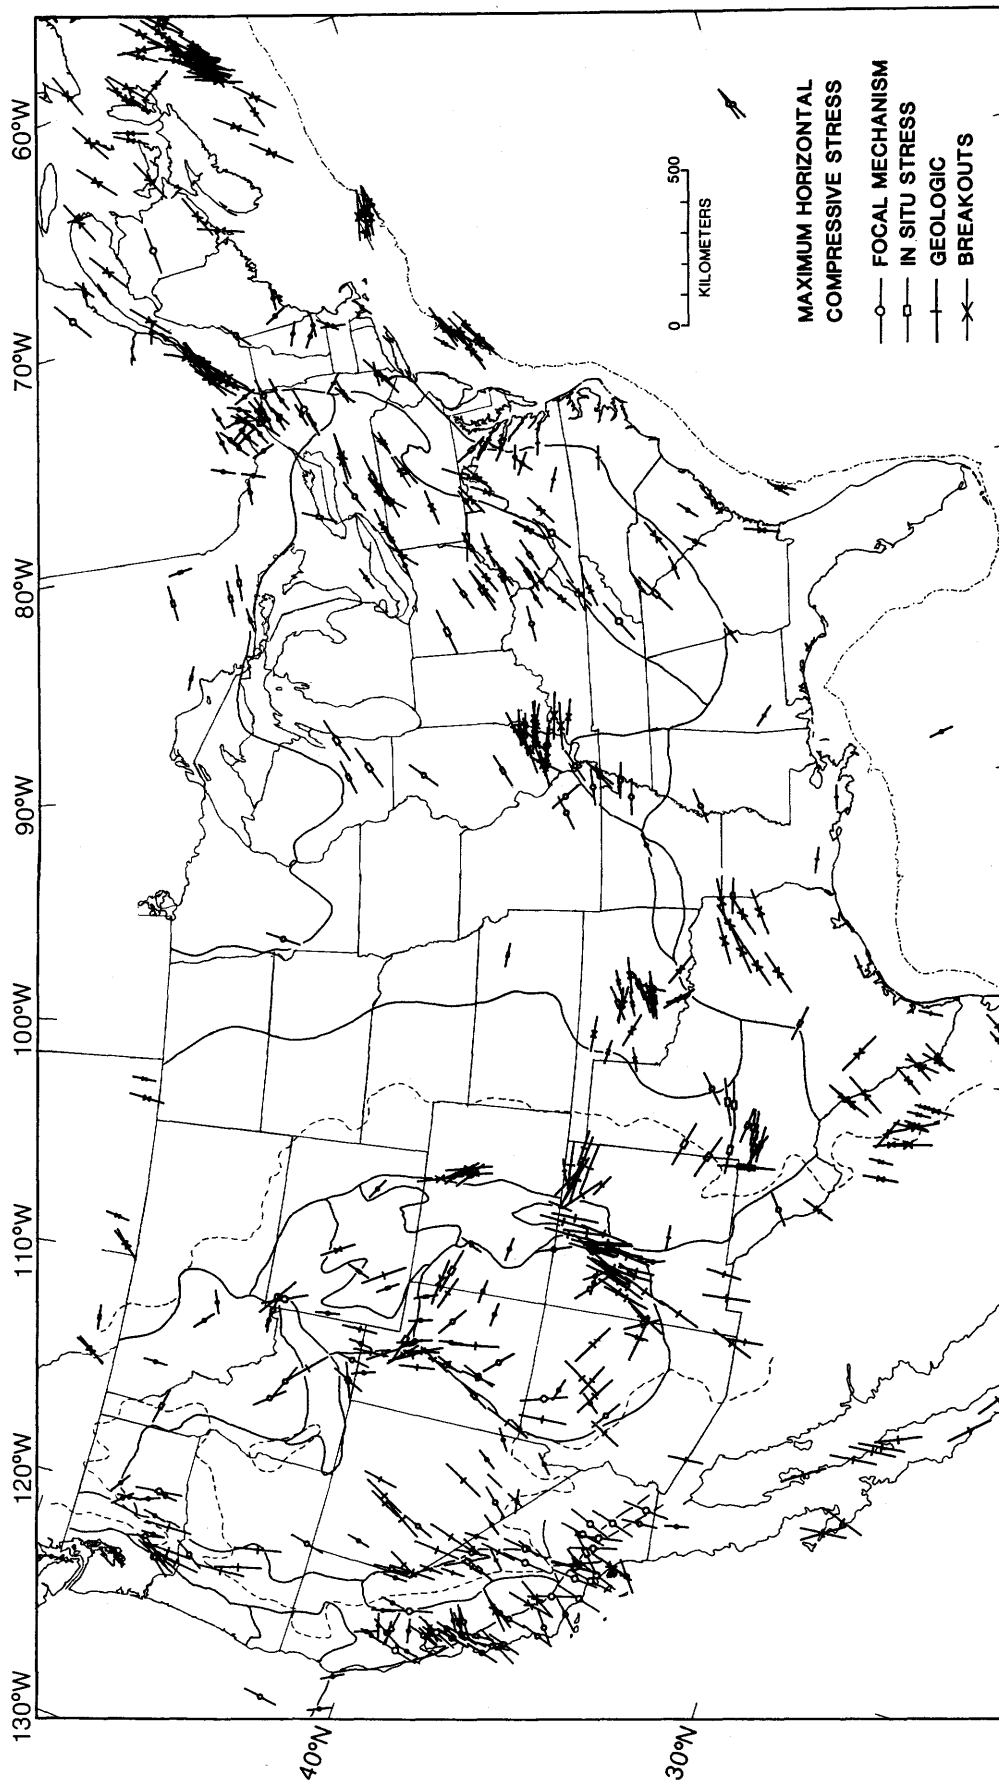 130°W
120°W
110°W
100°W
90°W
80°W
70°W
60°W
40°N
30°N
0
500
KILOMETERS
MAXIMUM HORIZONTAL
COMPRESSIVE STRESS
FOCAL MECHANISM
IN SITU STRESS
GEOLOGIC
BREAKOUTS